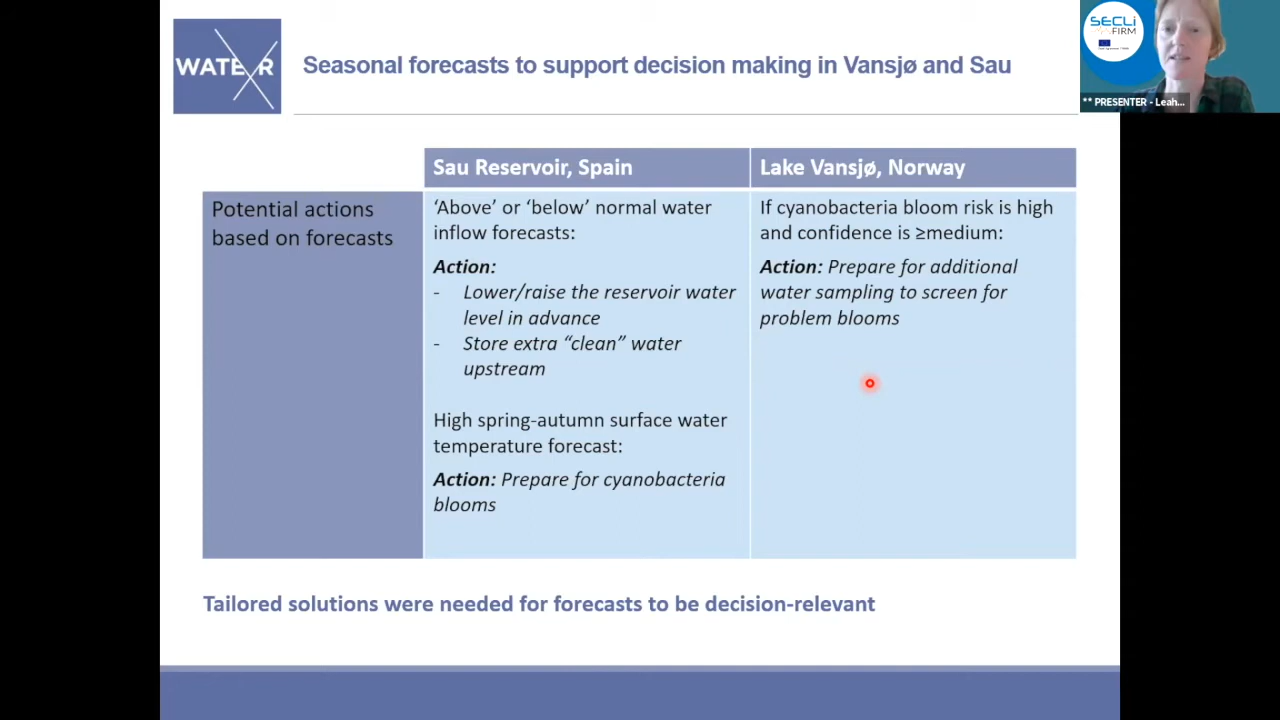 WATExR
Seasonal forecasts to support decision making in Vansjø and Sau
SECLI
FIRM
** PRESENTER - Leah...
Sau Reservoir, Spain
Lake Vansjø, Norway
Potential actions
based on forecasts
‘Above’ or ‘below’ normal water
inflow forecasts:
Action:
- Lower/raise the reservoir water
level in advance
- Store extra “clean” water
upstream
High spring-autumn surface water
temperature forecast:
Action: Prepare for cyanobacteria
blooms
If cyanobacteria bloom risk is high
and confidence is ≥medium:
Action: Prepare for additional
water sampling to screen for
problem blooms
Tailored solutions were needed for forecasts to be decision-relevant